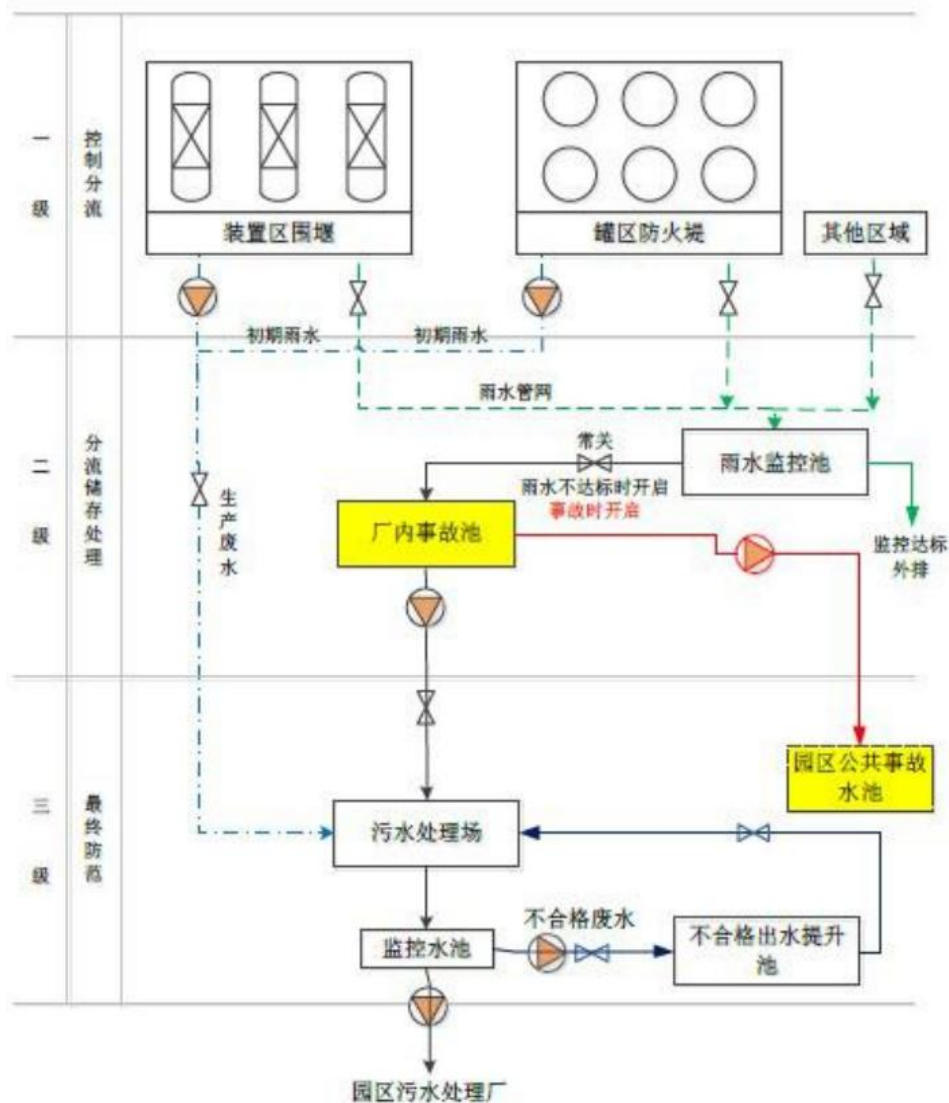 一级
控制分流
装置区围堰
罐区防火堤
其他区域
初期雨水
初期雨水
雨水管网
二级
分流储存处理
生产废水
常关
雨水不达标时开启
事故时开启
雨水监控池
厂内事故池
监控达标
外排
三级
最终防范
园区公共事故
水池
污水处理场
不合格废水
监控水池
不合格出水提升
池
园区污水处理厂